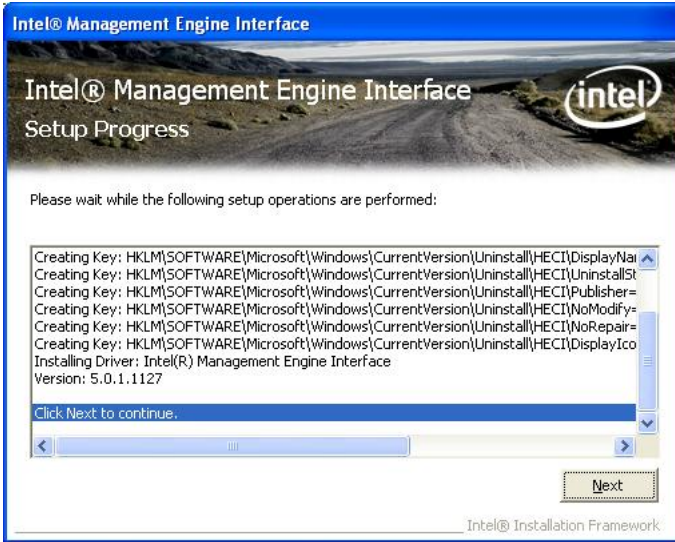 Intel® Management Engine Interface
Intel® Management Engine Interface
Setup Progress
intel
Please wait while the following setup operations are performed:
Creating Key: HKLM\SOFTWARE\Microsoft\Windows\CurrentVersion\Uninstall\HECI\DisplayNa
Creating Key: HKLM\SOFTWARE\Microsoft\Windows\CurrentVersion\Uninstall\HECI\UninstallSt
Creating Key: HKLM\SOFTWARE\Microsoft\Windows\CurrentVersion\Uninstall\HECI\Publisher=
Creating Key: HKLM\SOFTWARE\Microsoft\Windows\CurrentVersion\Uninstall\HECI\NoModify=
Creating Key: HKLM\SOFTWARE\Microsoft\Windows\CurrentVersion\Uninstall\HECI\NoRepair=
Creating Key: HKLM\SOFTWARE\Microsoft\Windows\CurrentVersion\Uninstall\HECI\DisplayIco
Installing Driver: Intel(R) Management Engine Interface
Version: 5.0.1.1127
Click Next to continue.
Next
Intel® Installation Framework